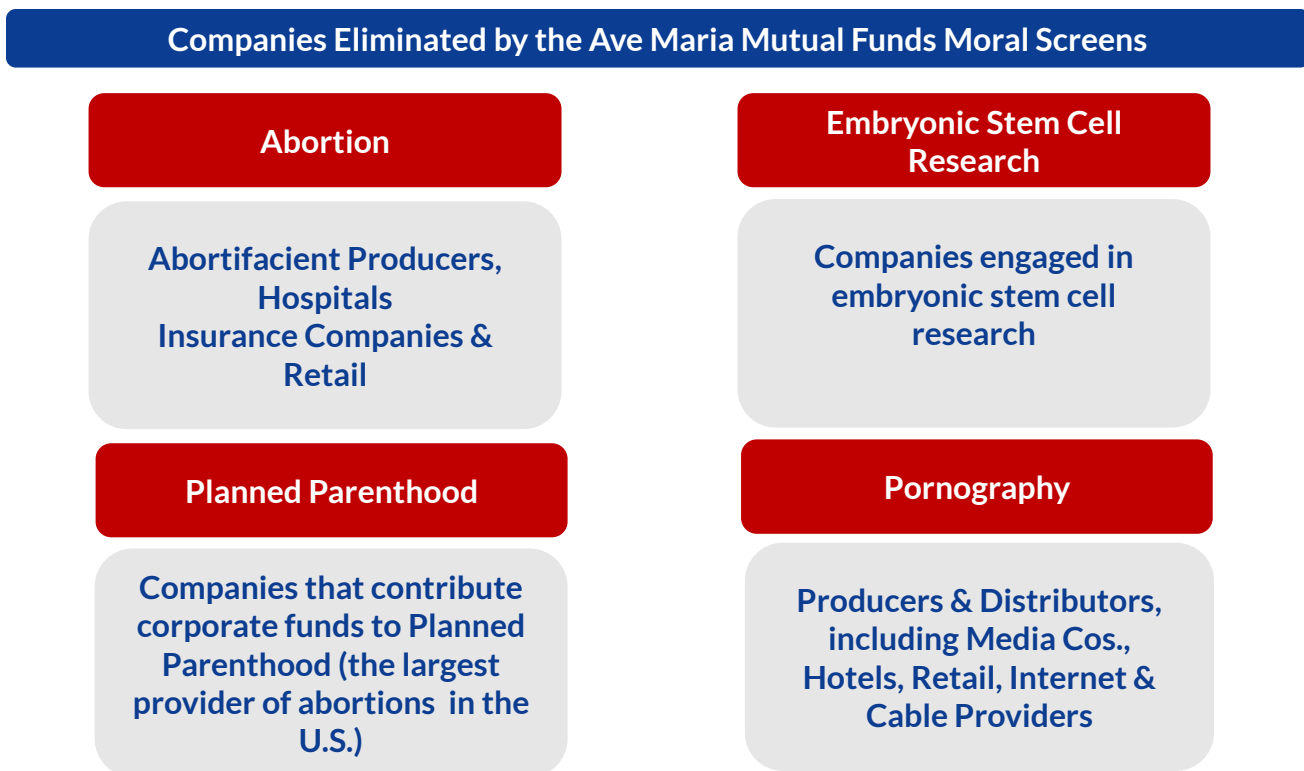 Companies Eliminated by the Ave Maria Mutual Funds Moral Screens
Abortion
Abortifacient Producers,
Hospitals
Insurance Companies &
Retail
Embryonic Stem Cell
Research
Companies engaged in
embryonic stem cell
research
Planned Parenthood
Companies that contribute
corporate funds to Planned
Parenthood (the largest
provider of abortions  in the
U.S.)
Pornography
Producers & Distributors,
including Media Cos.,
Hotels, Retail, Internet &
Cable Providers